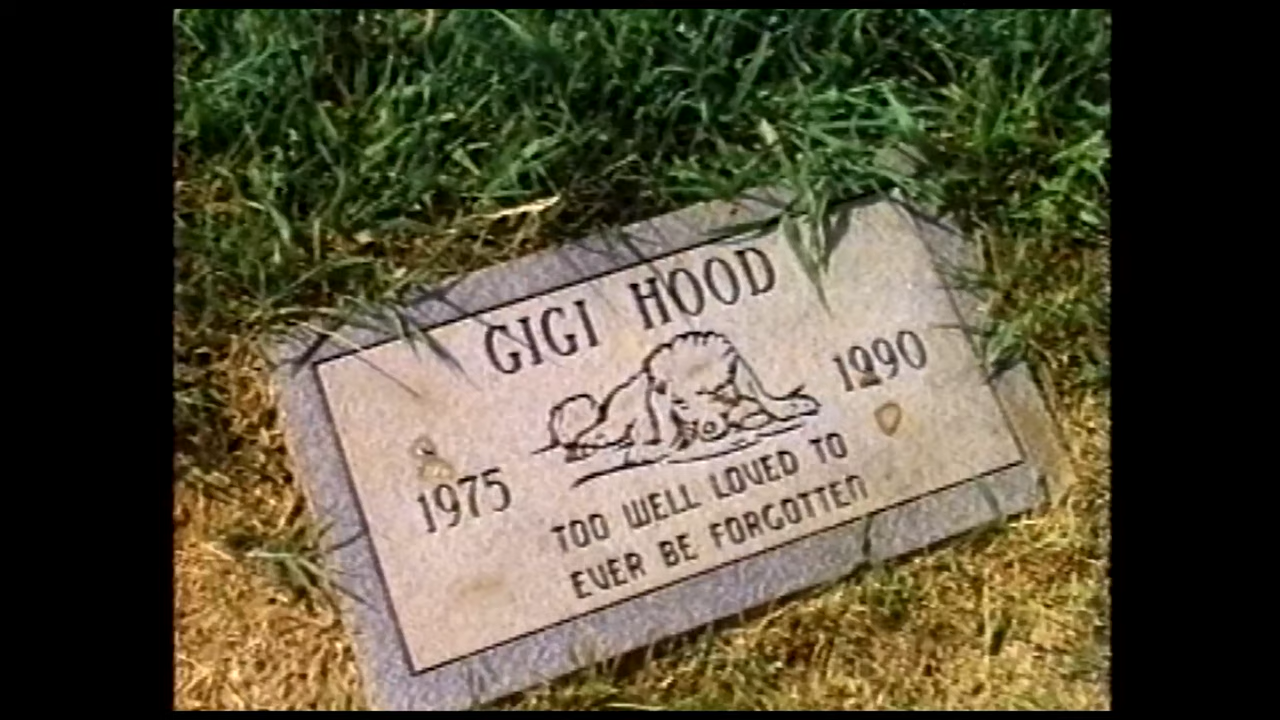 GIGI HOOD
1975
1990
TOO WELL LOVED TO
EVER BE FORGOTTEN